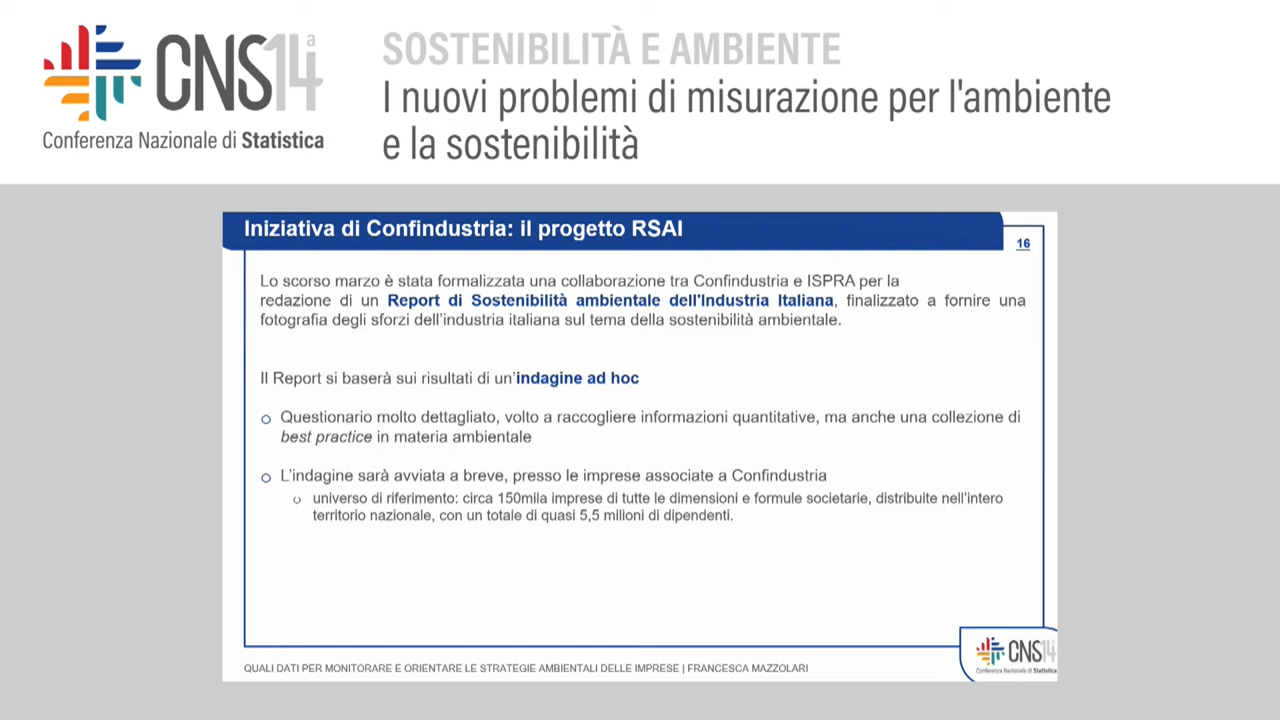 CNS14ª
Conferenza Nazionale di Statistica
SOSTENIBILITÀ E AMBIENTE
I nuovi problemi di misurazione per l'ambiente
e la sostenibilità
Iniziativa di Confindustria: il progetto RSAI
16
Lo scorso marzo è stata formalizzata una collaborazione tra Confindustria e ISPRA per la
redazione di un Report di Sostenibilità ambientale dell'Industria Italiana, finalizzato a fornire una
fotografia degli sforzi dell'industria italiana sul tema della sostenibilità ambientale.
Il Report si baserà sui risultati di un'indagine ad hoc
Questionario molto dettagliato, volto a raccogliere informazioni quantitative, ma anche una collezione di
best practice in materia ambientale
L'indagine sarà avviata a breve, presso le imprese associate a Confindustria
universo di riferimento: circa 150mila imprese di tutte le dimensioni e formule societarie, distribuite nell'intero
territorio nazionale, con un totale di quasi 5,5 milioni di dipendenti.
QUALI DATI PER MONITORARE E ORIENTARE LE STRATEGIE AMBIENTALI DELLE IMPRESE | FRANCESCA MAZZOLARI
CNS14
Conferenza Nazionale di Statistica